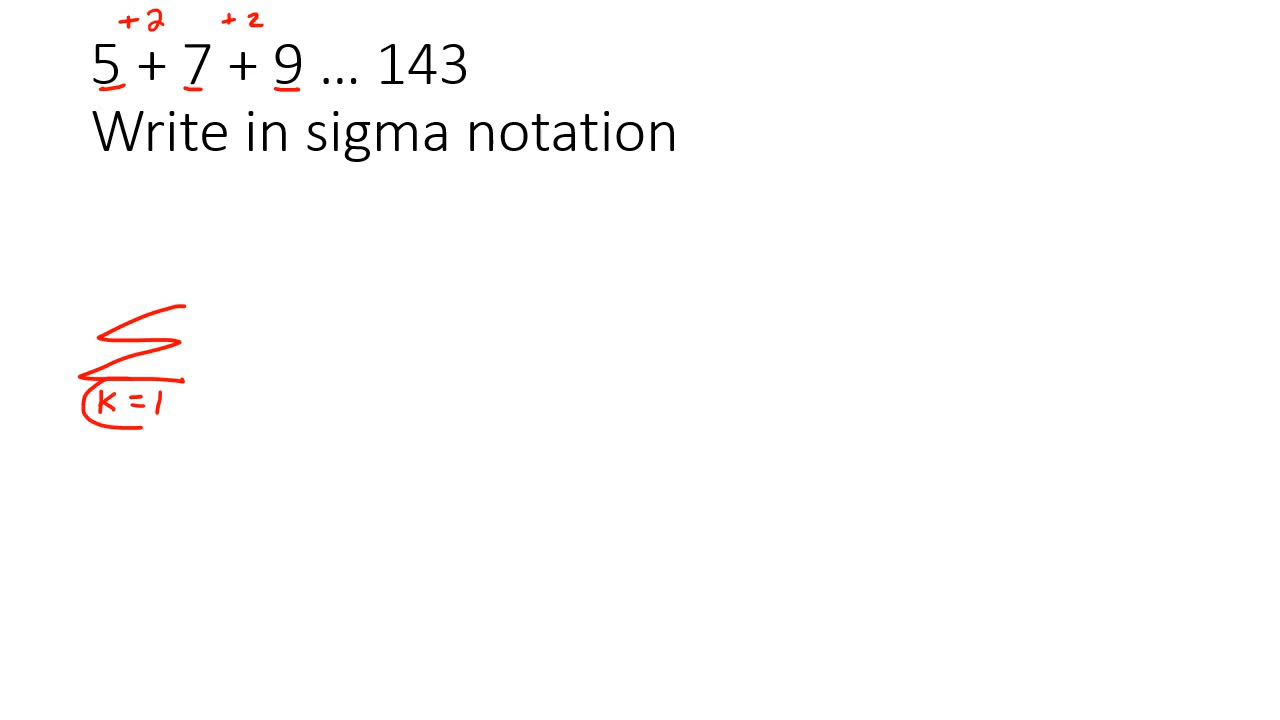 +2 +2
5 + 7 + 9 … 143
Write in sigma notation
Σ
k = 1